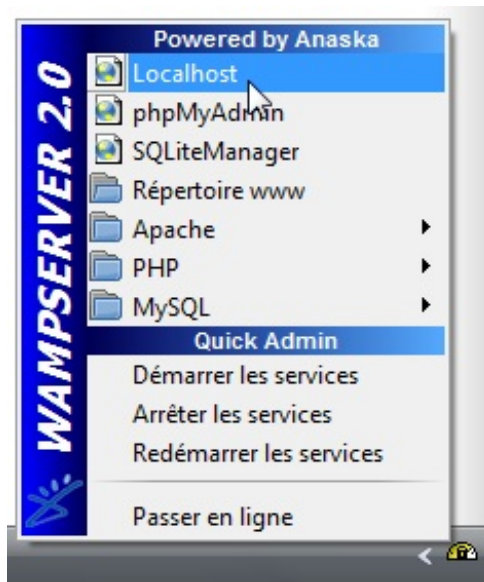 WAMPSERVER 2.0
Powered by Anaska
Localhost
phpMyAdmin
SQLiteManager
Répertoire www
Apache
PHP
MySQL
Quick Admin
Démarrer les services
Arrêter les services
Redémarrer les services
Passer en ligne